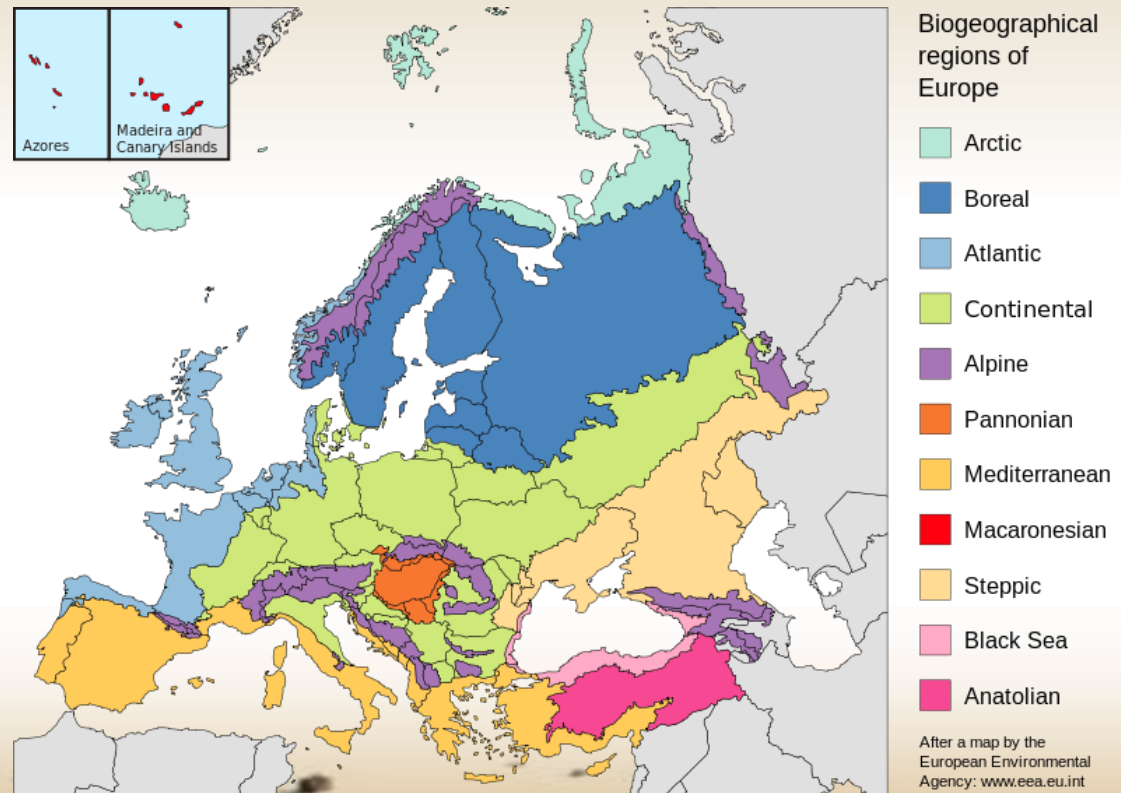 Azores
Madeira and
Canary Islands
Biogeographical
regions of
Europe
Arctic
Boreal
Atlantic
Continental
Alpine
Pannonian
Mediterranean
Macaronesian
Steppic
Black Sea
Anatolian
After a map by the
European Environmental
Agency: www.eea.eu.int